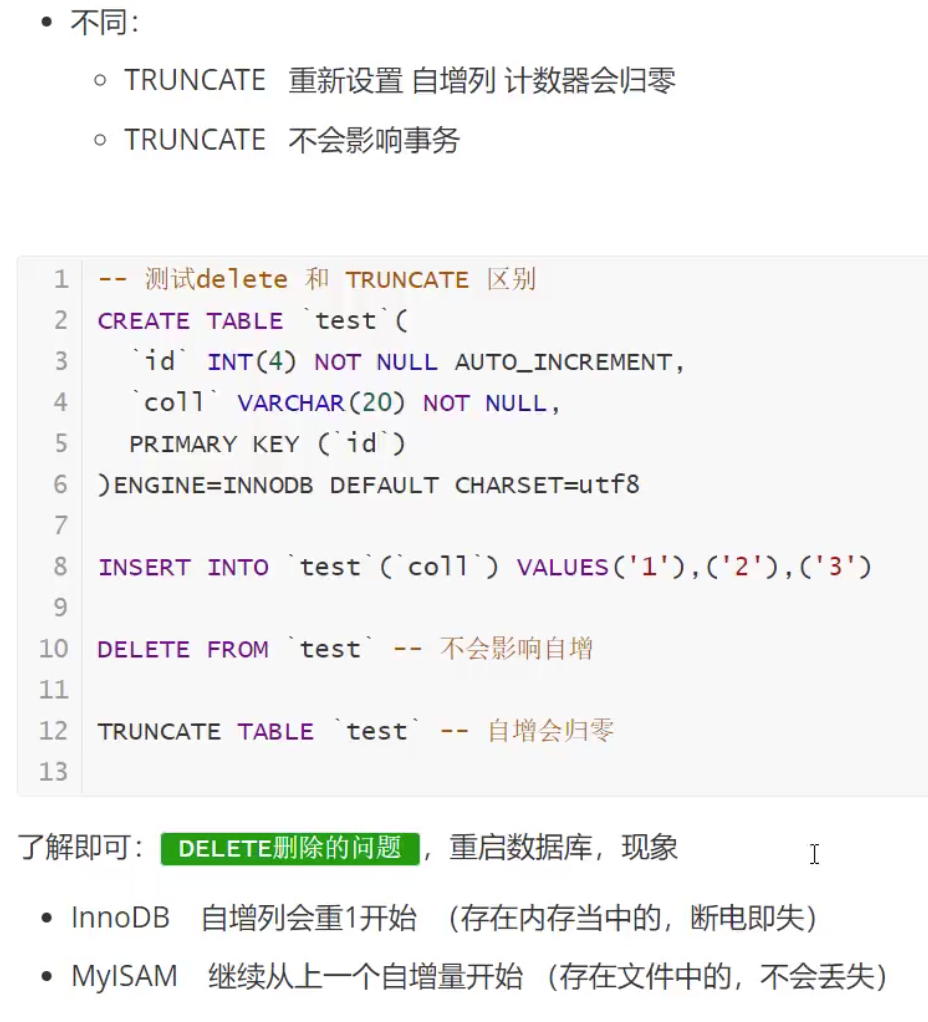 不同：
TRUNCATE 重新设置 自增列 计数器会归零
TRUNCATE 不会影响事务
1 -- 测试delete 和 TRUNCATE 区别
2 CREATE TABLE `test`(
3 `id` INT(4) NOT NULL AUTO_INCREMENT,
4 `coll` VARCHAR(20) NOT NULL,
5 PRIMARY KEY (`id`)
6 )ENGINE=INNODB DEFAULT CHARSET=utf8
7
8 INSERT INTO `test`(`coll`) VALUES('1'),('2'),('3')
9
10 DELETE FROM `test` -- 不会影响自增
11
12 TRUNCATE TABLE `test` -- 自增会归零
13
了解即可：DELETE删除的问题，重启数据库，现象
InnoDB 自增列会重1开始 （存在内存当中的，断电即失）
MyISAM 继续从上一个自增量开始 （存在文件中的，不会丢失）